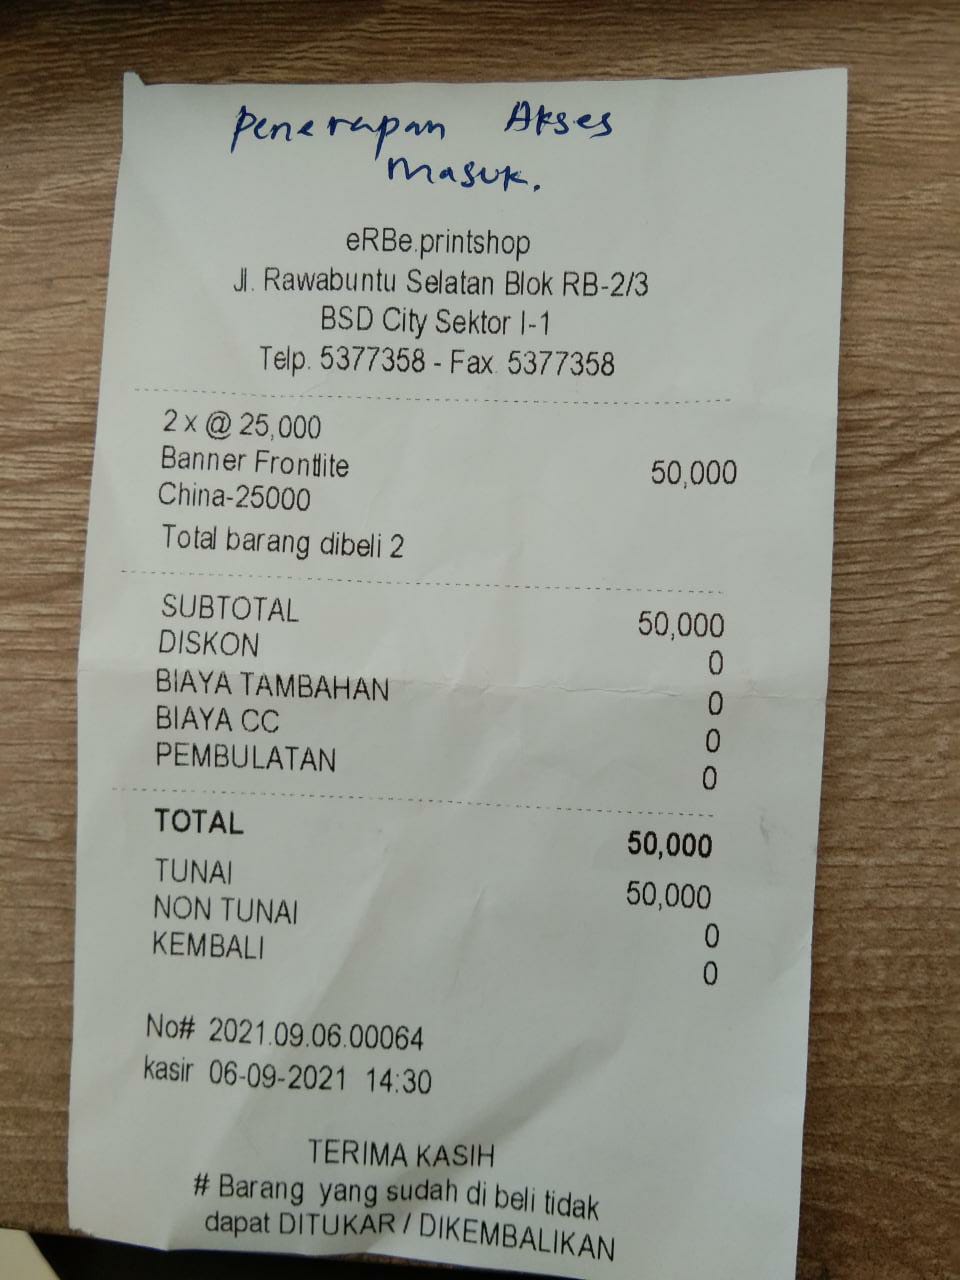 Penerapan Akses
Masuk.
eRBe.printshop
Jl. Rawabuntu Selatan Blok RB-2/3
BSD City Sektor I-1
Telp. 5377358 - Fax. 5377358
2 x @ 25,000
Banner Frontlite 50,000
China-25000
Total barang dibeli 2
SUBTOTAL 50,000
DISKON 0
BIAYA TAMBAHAN 0
BIAYA CC 0
PEMBULATAN 0
TOTAL 50,000
TUNAI 50,000
NON TUNAI 0
KEMBALI 0
No# 2021.09.06.00064
kasir 06-09-2021 14:30
TERIMA KASIH
# Barang yang sudah di beli tidak
dapat DITUKAR / DIKEMBALIKAN